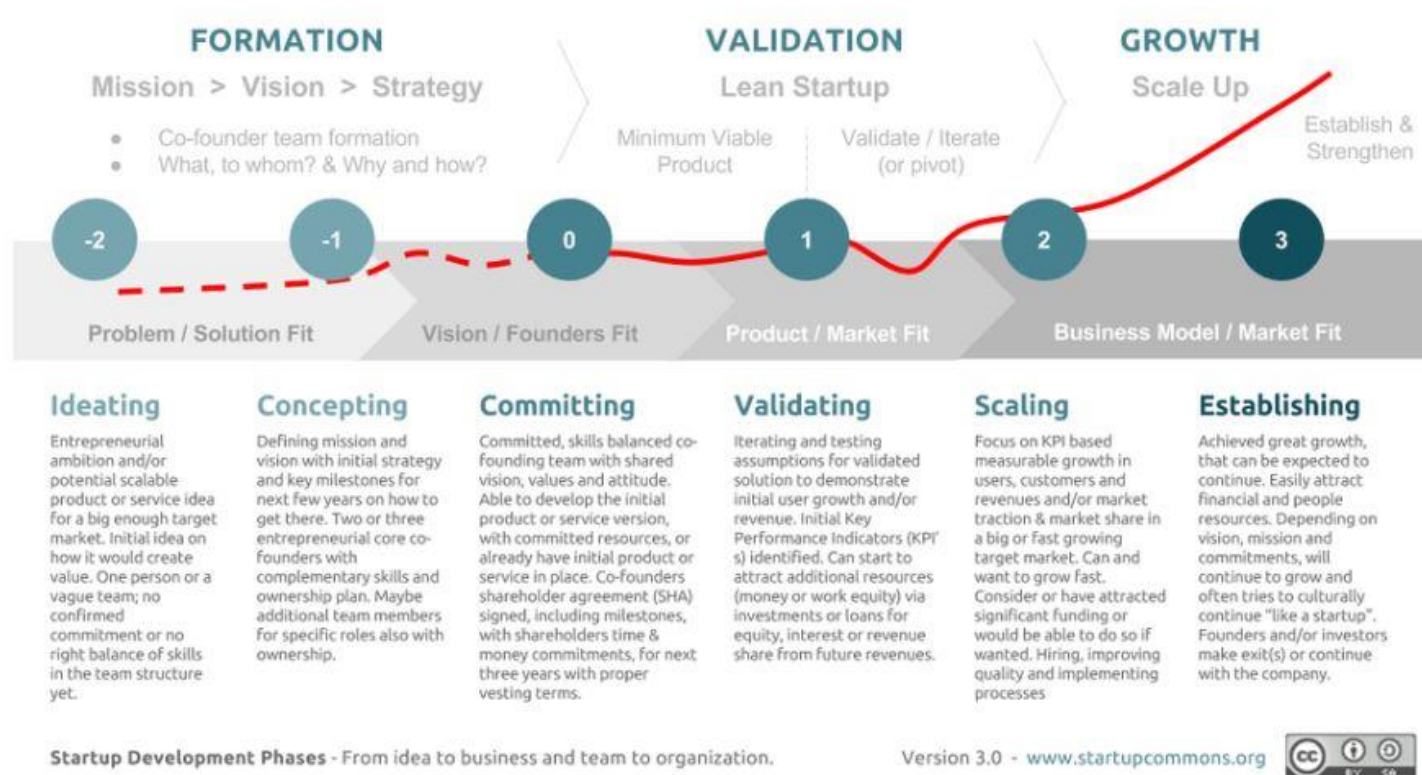 FORMATION
Mission > Vision > Strategy
● Co-founder team formation
● What, to whom? & Why and how?
VALIDATION
Lean Startup
Minimum Viable
Product
Validate / Iterate
(or pivot)
GROWTH
Scale Up
Establish &
Strengthen
-2
-1
0
1
2
3
Problem / Solution Fit
Vision / Founders Fit
Product / Market Fit
Business Model / Market Fit
Ideating
Entrepreneurial
ambition and/or
potential scalable
product or service idea
for a big enough target
market. Initial idea on
how it would create
value. One person or a
vague team; no
confirmed
commitment or no
right balance of skills
in the team structure
yet.
Concepting
Defining mission and
vision with initial strategy
and key milestones for
next few years on how to
get there. Two or three
entrepreneurial core co-
founders with
complementary skills and
ownership plan. Maybe
additional team members
for specific roles also with
ownership.
Committing
Committed, skills balanced co-
founding team with shared
vision, values and attitude.
Able to develop the initial
product or service version,
with committed resources, or
already have initial product or
service in place. Co-founders
shareholder agreement (SHA)
signed, including milestones,
with shareholders time &
money commitments, for next
three years with proper
vesting terms.
Validating
Iterating and testing
assumptions for validated
solution to demonstrate
initial user growth and/or
revenue. Initial Key
Performance Indicators (KPI'
s) identified. Can start to
attract additional resources
(money or work equity) via
investments or loans for
equity, interest or revenue
share from future revenues.
Scaling
Focus on KPI based
measurable growth in
users, customers and
revenues and/or market
traction & market share in
a big or fast growing
target market. Can and
want to grow fast.
Consider or have attracted
significant funding or
would be able to do so if
wanted. Hiring, improving
quality and implementing
processes
Establishing
Achieved great growth,
that can be expected to
continue. Easily attract
financial and people
resources. Depending on
vision, mission and
commitments, will
continue to grow and
often tries to culturally
continue "like a startup".
Founders and/or investors
make exit(s) or continue
with the company.
Startup Development Phases - From idea to business and team to organization.
Version 3.0 - www.startupcommons.org
cc